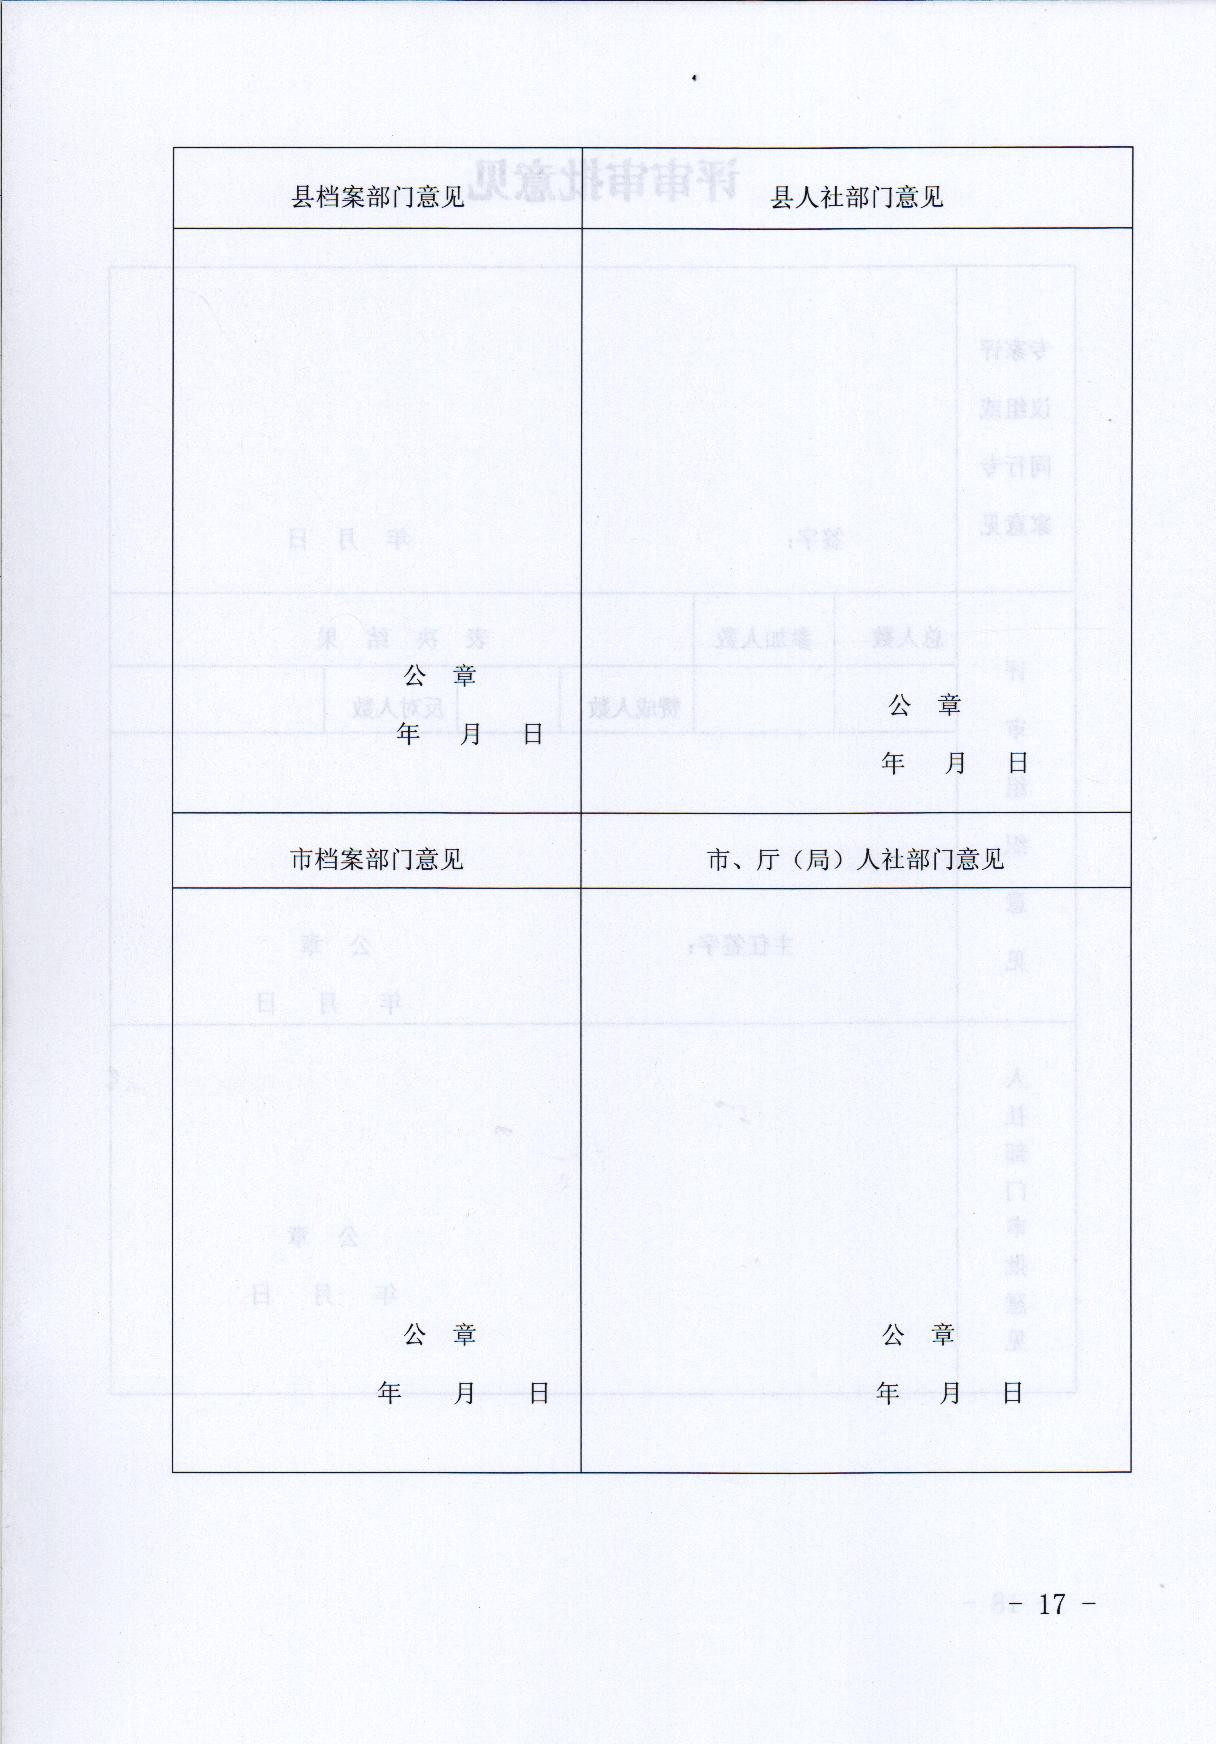 县档案部门意见 县人社部门意见
公 章
年 月 日
公 章
年 月 日
市档案部门意见 市、厅（局）人社部门意见
公 章 公 章
年 月 日 年 月 日
- 17 -